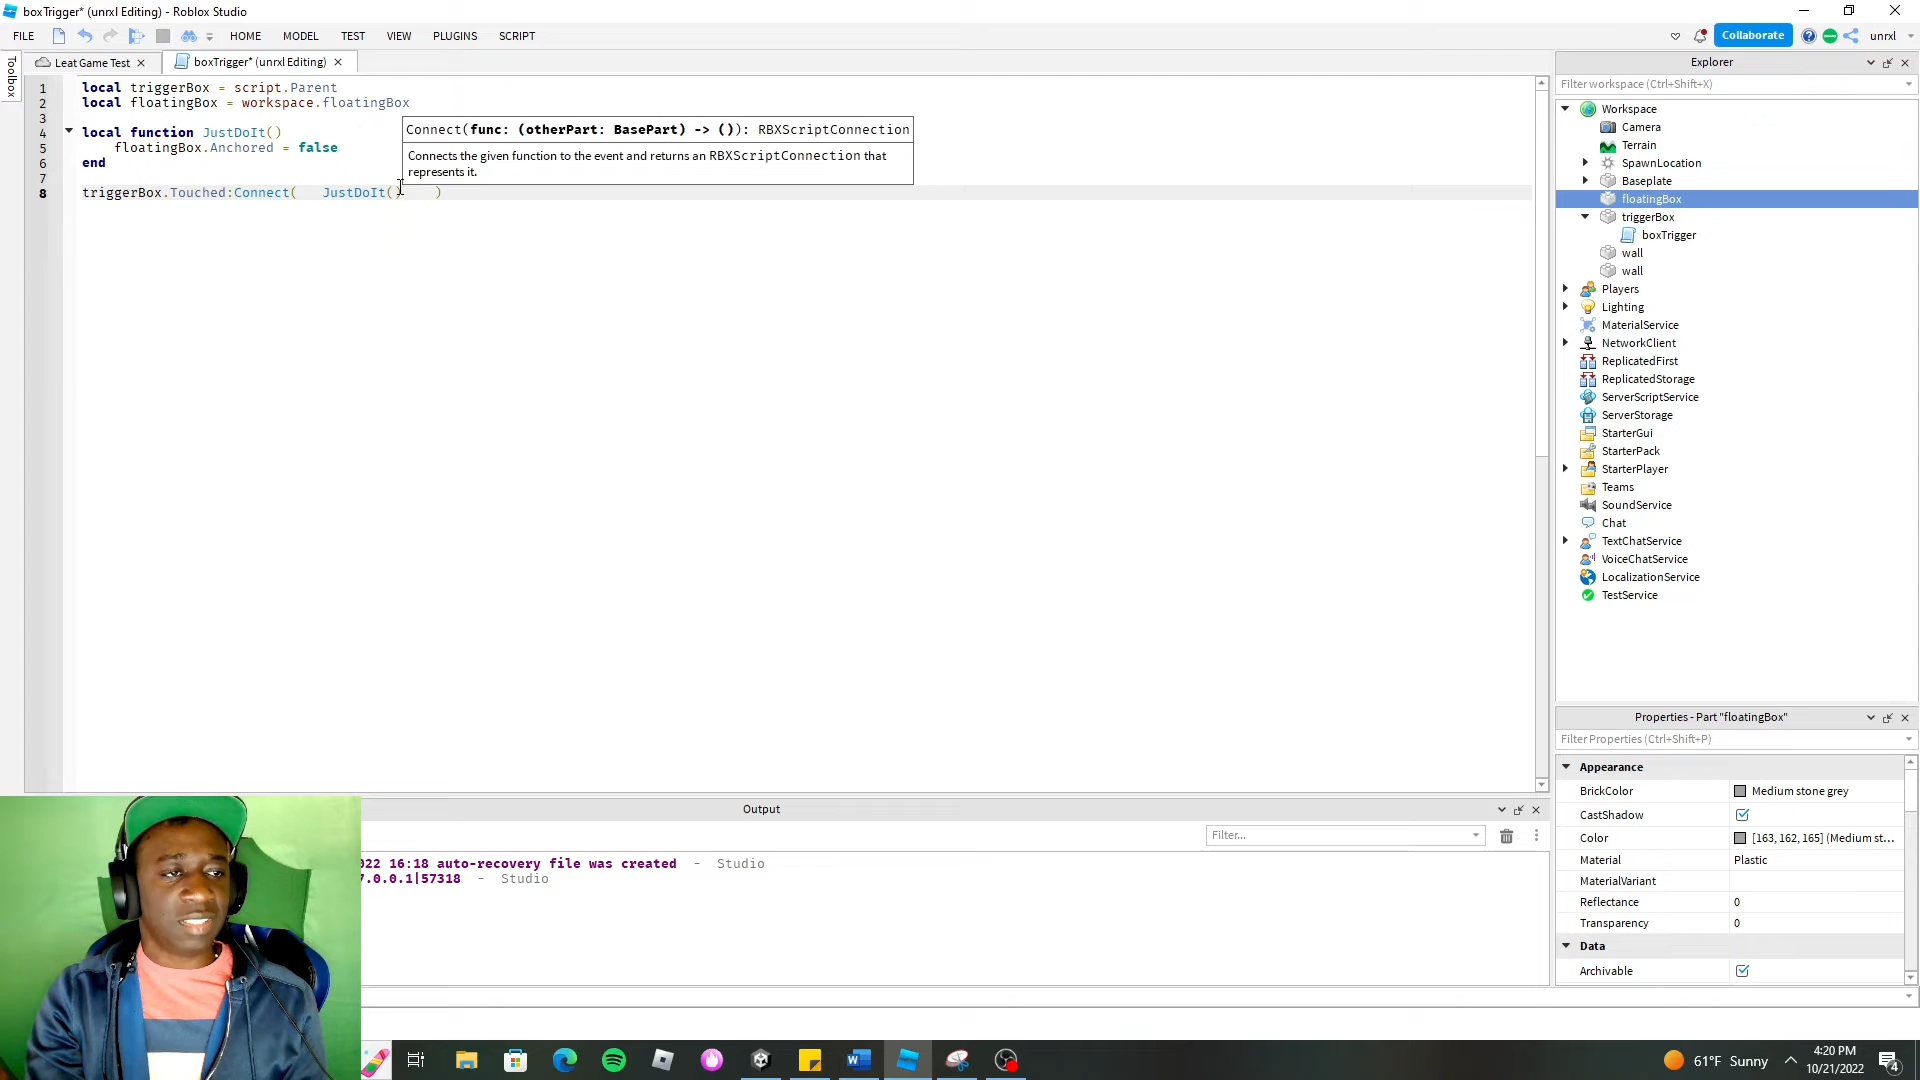 boxTrigger* (unrxl Editing) - Roblox Studio
FILE HOME MODEL TEST VIEW PLUGINS SCRIPT Collaborate unrxl
Toolbox
Leat Game Test
boxTrigger* (unrxl Editing)
1 local triggerBox = script.Parent
2 local floatingBox = workspace.floatingBox
3
4 local function JustDoIt()
5 floatingBox.Anchored = false
6 end
7
8 triggerBox.Touched:Connect( JustDoIt() )
Connect(func: (otherPart: BasePart) -> ()): RBXScriptConnection
Connects the given function to the event and returns an RBXScriptConnection that
represents it.
Explorer
Filter workspace (Ctrl+Shift+X)
Workspace
Camera
Terrain
SpawnLocation
Baseplate
floatingBox
triggerBox
boxTrigger
wall
wall
Players
Lighting
MaterialService
NetworkClient
ReplicatedFirst
ReplicatedStorage
ServerScriptService
ServerStorage
StarterGui
StarterPack
StarterPlayer
Teams
SoundService
Chat
TextChatService
VoiceChatService
LocalizationService
TestService
Properties - Part "floatingBox"
Filter Properties (Ctrl+Shift+P)
Appearance
BrickColor Medium stone grey
CastShadow
Color [163, 162, 165] (Medium st...
Material Plastic
MaterialVariant
Reflectance 0
Transparency 0
Data
Archivable
Output
Filter...
022 16:18 auto-recovery file was created - Studio
7.0.0.1|57318 - Studio
61°F Sunny
4:20 PM
10/21/2022
4